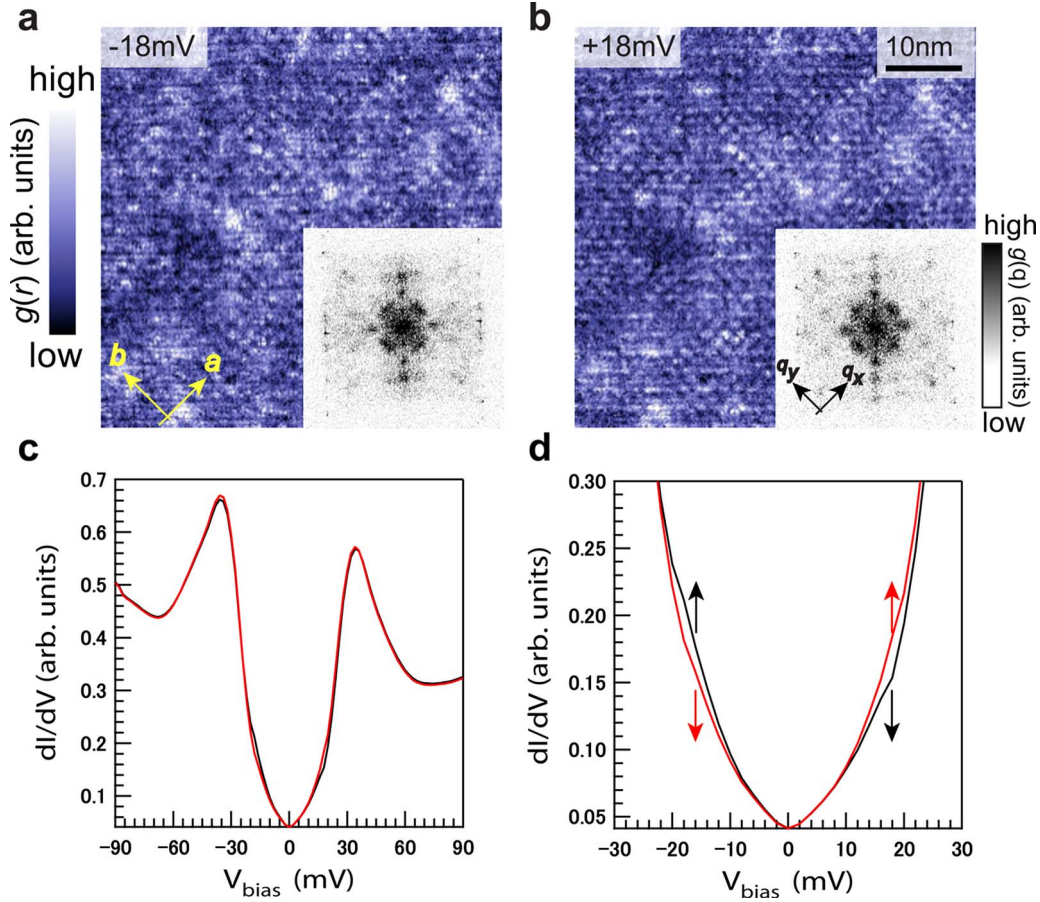 a
-18mV
high
g(r) (arb. units)
low
b
a
b
+18mV
10nm
high
g(q) (arb. units)
low
qy
qx
c
0.7
0.6
0.5
0.4
0.3
0.2
0.1
dI/dV (arb. units)
−90
−60
−30
0
30
60
90
Vbias (mV)
d
0.30
0.25
0.20
0.15
0.10
0.05
dI/dV (arb. units)
−30
−20
−10
0
10
20
30
Vbias (mV)